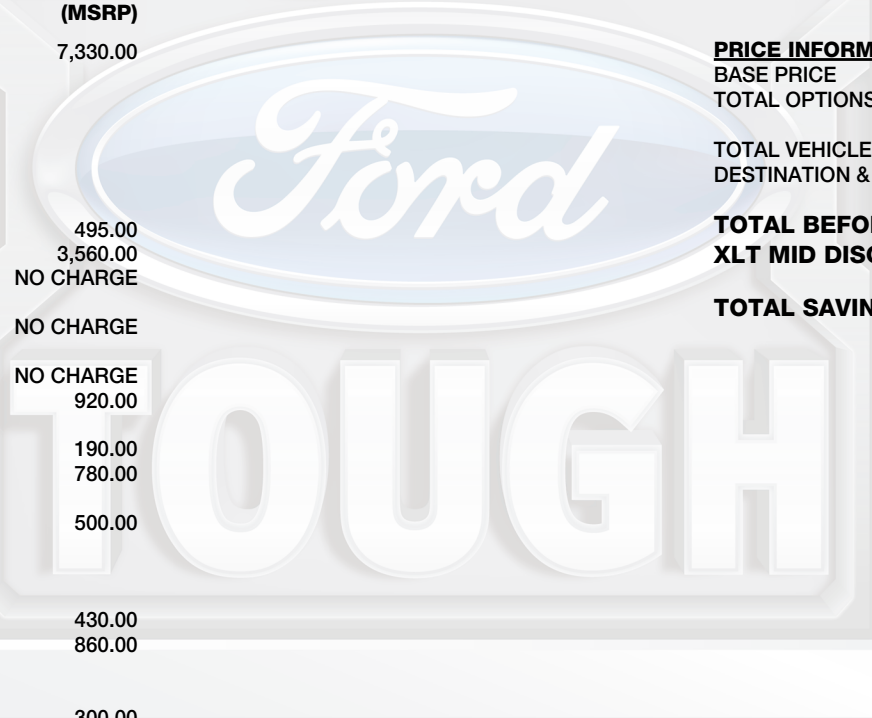 (MSRP)
7,330.00
495.00
3,560.00
NO CHARGE
NO CHARGE
NO CHARGE
920.00
190.00
780.00
500.00
430.00
860.00
300.00
PRICE INFORM
BASE PRICE
TOTAL OPTIONS
TOTAL VEHICLE
DESTINATION &
TOTAL BEFO
XLT MID DISC
TOTAL SAVIN
Ford
TOUGH